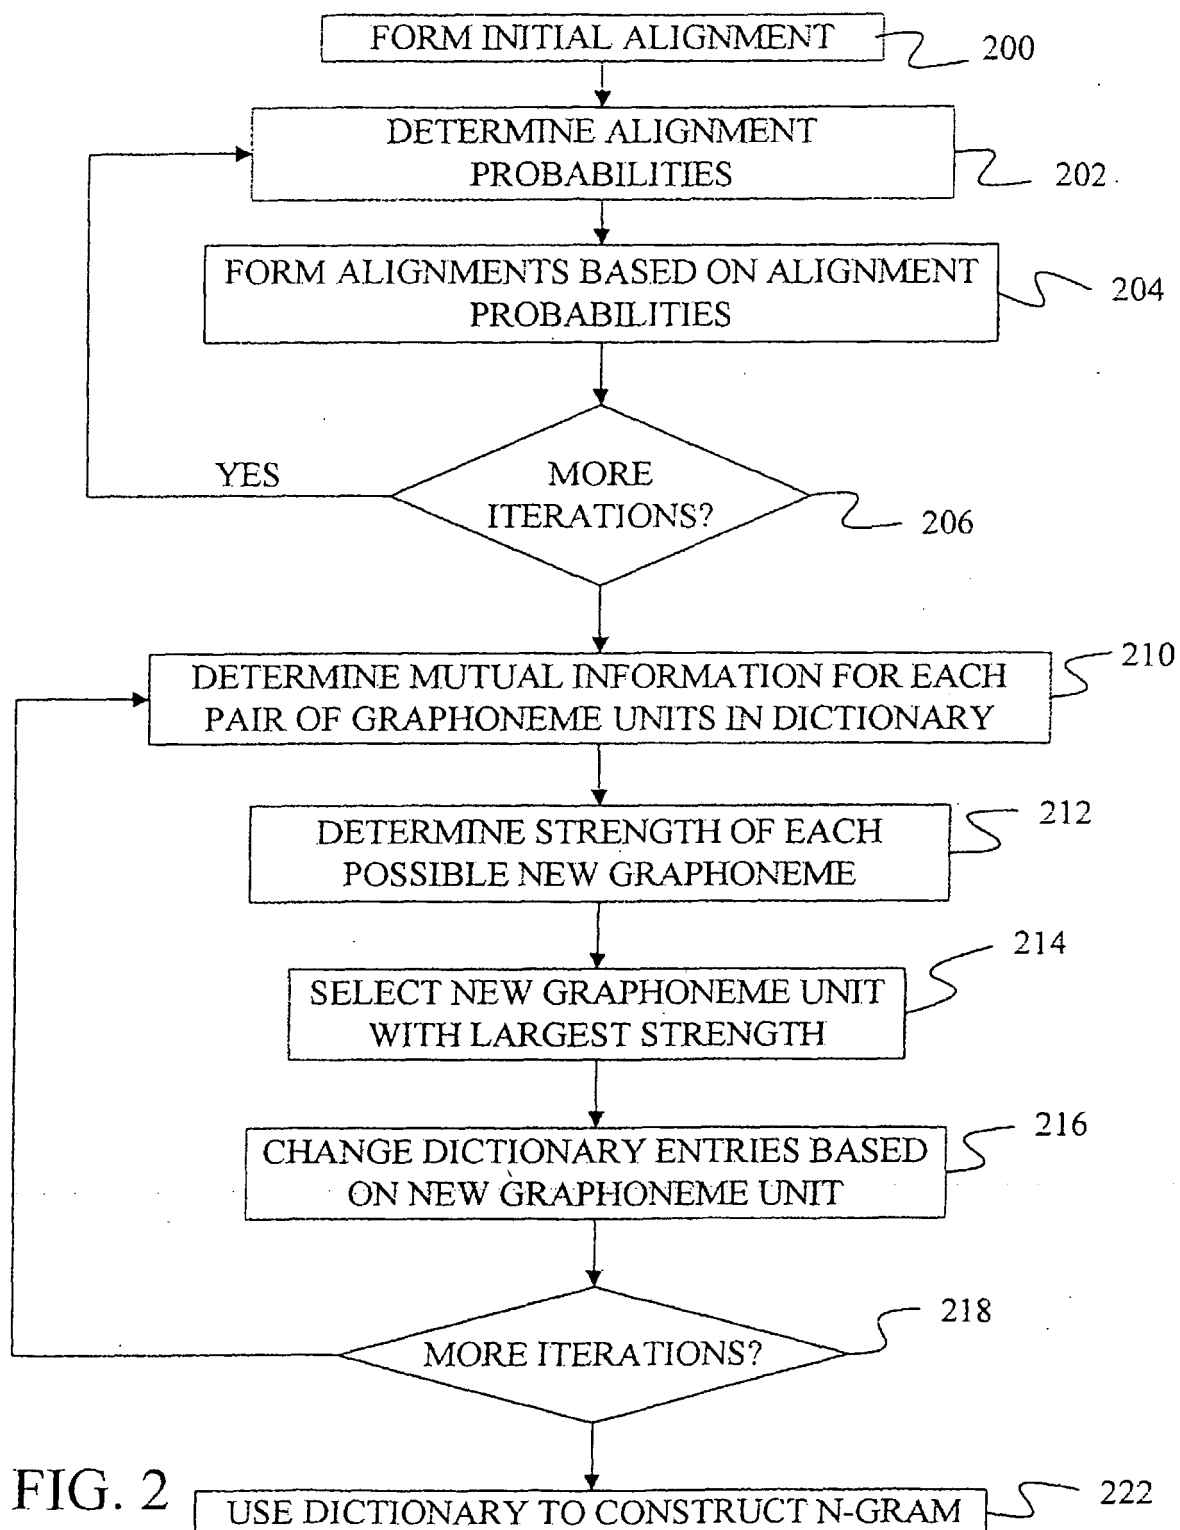 FORM INITIAL ALIGNMENT
200
DETERMINE ALIGNMENT
PROBABILITIES
202
FORM ALIGNMENTS BASED ON ALIGNMENT
PROBABILITIES
204
YES
MORE
ITERATIONS?
206
DETERMINE MUTUAL INFORMATION FOR EACH
PAIR OF GRAPHONEME UNITS IN DICTIONARY
210
DETERMINE STRENGTH OF EACH
POSSIBLE NEW GRAPHONEME
212
SELECT NEW GRAPHONEME UNIT
WITH LARGEST STRENGTH
214
CHANGE DICTIONARY ENTRIES BASED
ON NEW GRAPHONEME UNIT
216
MORE ITERATIONS?
218
USE DICTIONARY TO CONSTRUCT N-GRAM
222
FIG. 2